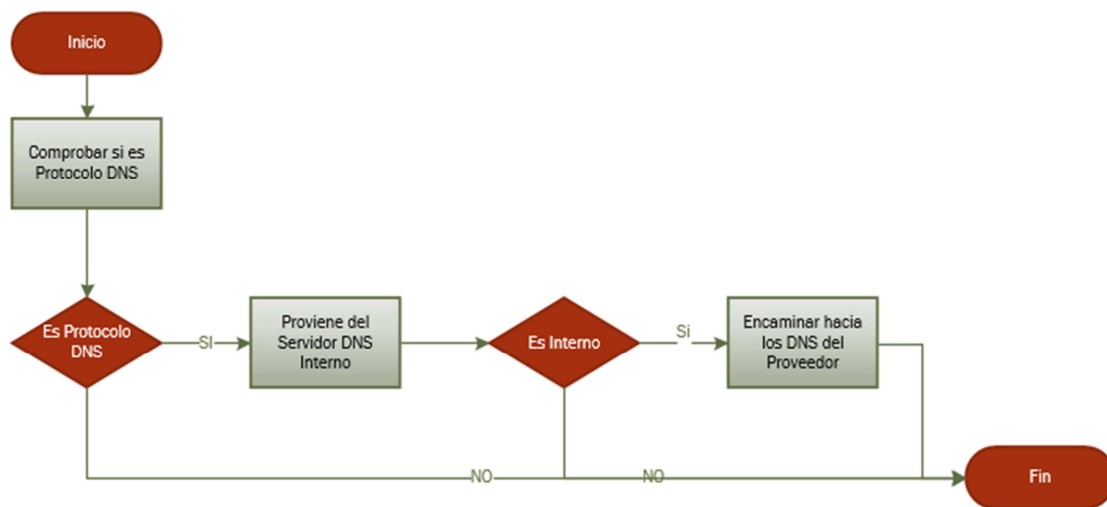 Inicio
Comprobar si es
Protocolo DNS
Es Protocolo
DNS
SI
Proviene del
Servidor DNS
Interno
Es Interno
Si
Encaminar hacia
los DNS del
Proveedor
NO
NO
Fin